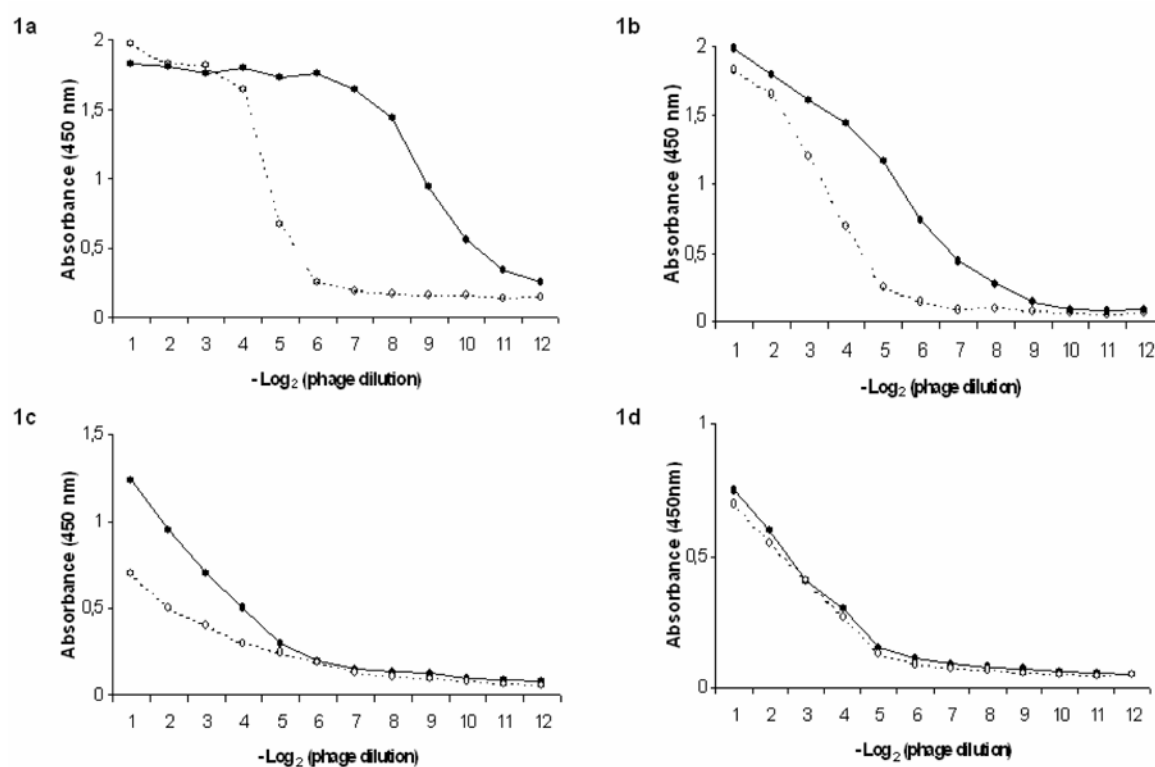 1a
Absorbance (450 nm)
2
1,5
1
0,5
0
1 2 3 4 5 6 7 8 9 10 11 12
-Log2 (phage dilution)
1b
Absorbance (450 nm)
2
1,5
1
0,5
0
1 2 3 4 5 6 7 8 9 10 11 12
-Log2 (phage dilution)
1c
Absorbance (450 nm)
1,5
1
0,5
0
1 2 3 4 5 6 7 8 9 10 11 12
-Log2 (phage dilution)
1d
Absorbance (450nm)
1
0,5
0
1 2 3 4 5 6 7 8 9 10 11 12
-Log2 (phage dilution)